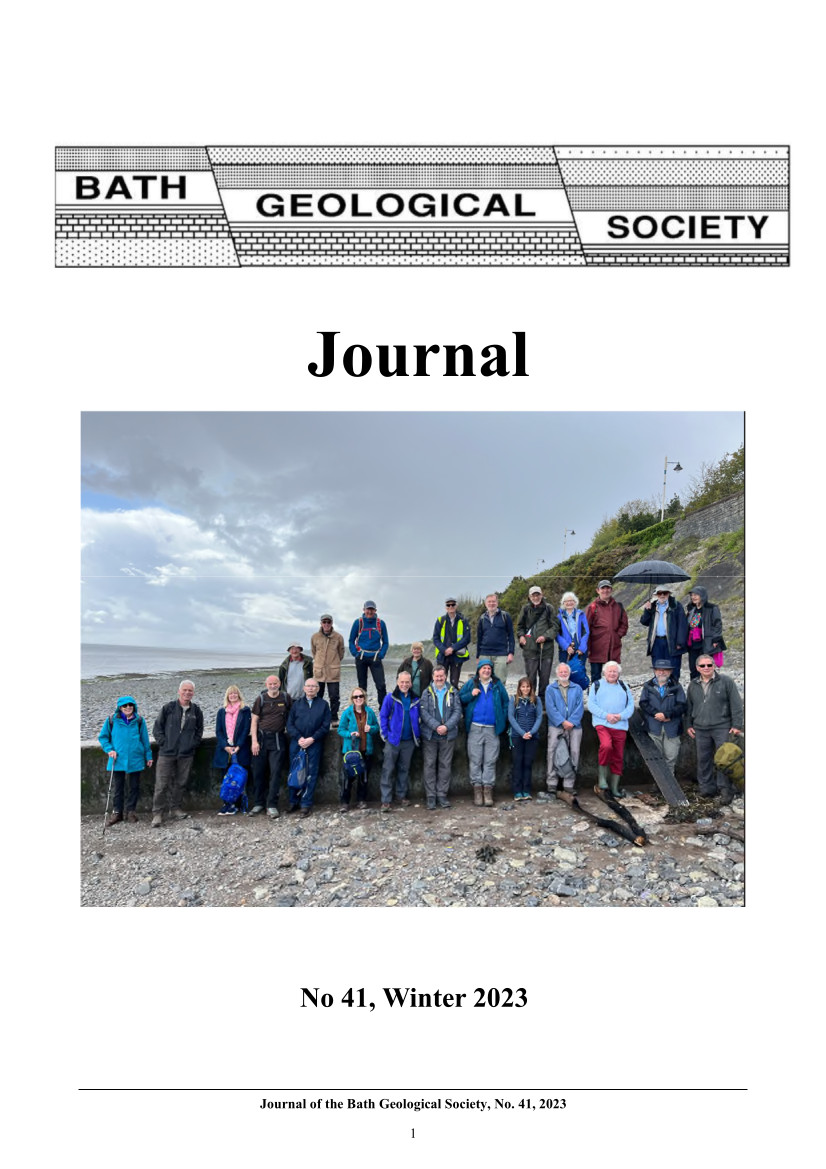 BATH
GEOLOGICAL
SOCIETY
Journal
No 41, Winter 2023
Journal of the Bath Geological Society, No. 41, 2023
1